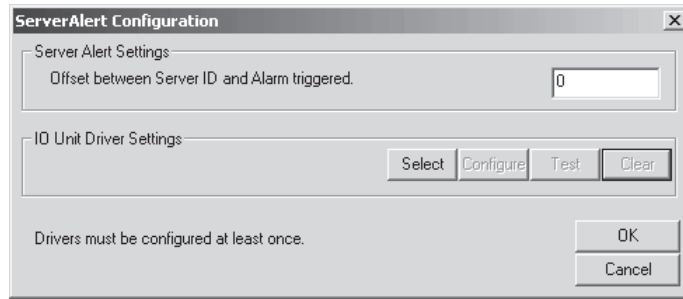 ServerAlert Configuration
Server Alert Settings
Offset between Server ID and Alarm triggered.
0
IO Unit Driver Settings
Select Configure Test Clear
Drivers must be configured at least once.
OK
Cancel